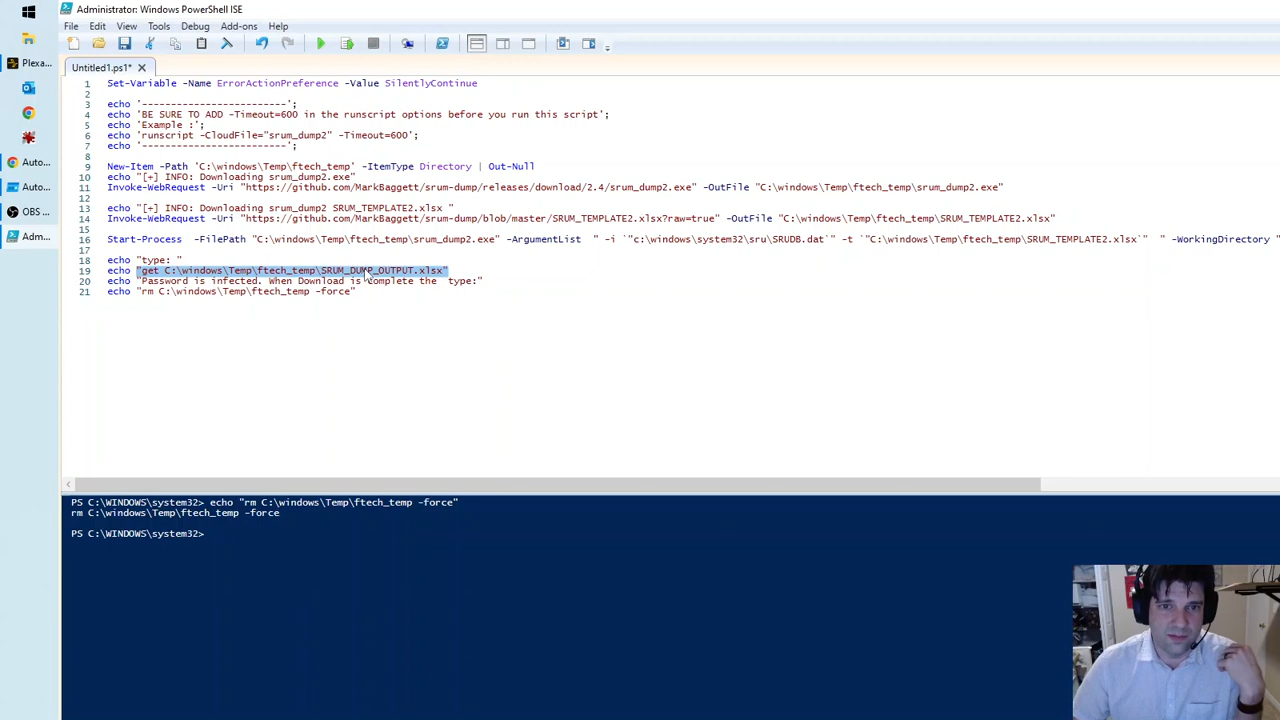 Administrator: Windows PowerShell ISE
File Edit View Tools Debug Add-ons Help
Untitled1.ps1*
Plexa...
Auto...
Auto...
OBS ...
Adm...
1 Set-Variable -Name ErrorActionPreference -Value SilentlyContinue
2
3 echo '-------------------------';
4 echo 'BE SURE TO ADD -Timeout=600 in the runscript options before you run this script';
5 echo 'Example :';
6 echo 'runscript -CloudFile="srum_dump2" -Timeout=600';
7 echo '-------------------------';
8
9 New-Item -Path 'C:\windows\Temp\ftech_temp' -ItemType Directory | Out-Null
10 echo "[+] INFO: Downloading srum_dump2.exe"
11 Invoke-WebRequest -Uri "https://github.com/MarkBaggett/srum-dump/releases/download/2.4/srum_dump2.exe" -OutFile "C:\windows\Temp\ftech_temp\srum_dump2.exe"
12
13 echo "[+] INFO: Downloading srum_dump2 SRUM_TEMPLATE2.xlsx "
14 Invoke-WebRequest -Uri "https://github.com/MarkBaggett/srum-dump/blob/master/SRUM_TEMPLATE2.xlsx?raw=true" -OutFile "C:\windows\Temp\ftech_temp\SRUM_TEMPLATE2.xlsx"
15
16 Start-Process -FilePath "C:\windows\Temp\ftech_temp\srum_dump2.exe" -ArgumentList " -i `"c:\windows\system32\sru\SRUDB.dat`" -t `"C:\windows\Temp\ftech_temp\SRUM_TEMPLATE2.xlsx`" " -WorkingDirectory "
17
18 echo "type: "
19 echo "get C:\windows\Temp\ftech_temp\SRUM_DUMP_OUTPUT.xlsx"
20 echo "Password is infected. When Download is complete the type:"
21 echo "rm C:\windows\Temp\ftech_temp -force"
PS C:\WINDOWS\system32> echo "rm C:\windows\Temp\ftech_temp -force"
rm C:\windows\Temp\ftech_temp -force
PS C:\WINDOWS\system32>